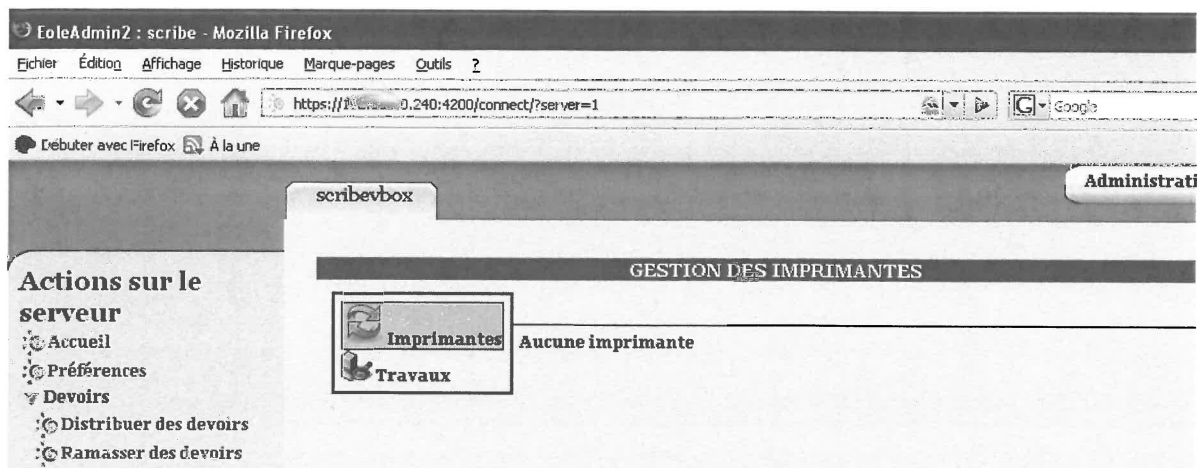 EoleAdmin2 : scribe - Mozilla Firefox
Fichier Édition Affichage Historique Marque-pages Outils ?
0.240:4200/connect/?server=1
Google
Débuter avec Firefox À la une
scribevbox
Administrati
GESTION DES IMPRIMANTES
Actions sur le
serveur
Imprimantes
Aucune imprimante
Travaux
Accueil
Préférences
Devoirs
Distribuer des devoirs
Ramasser des devoirs